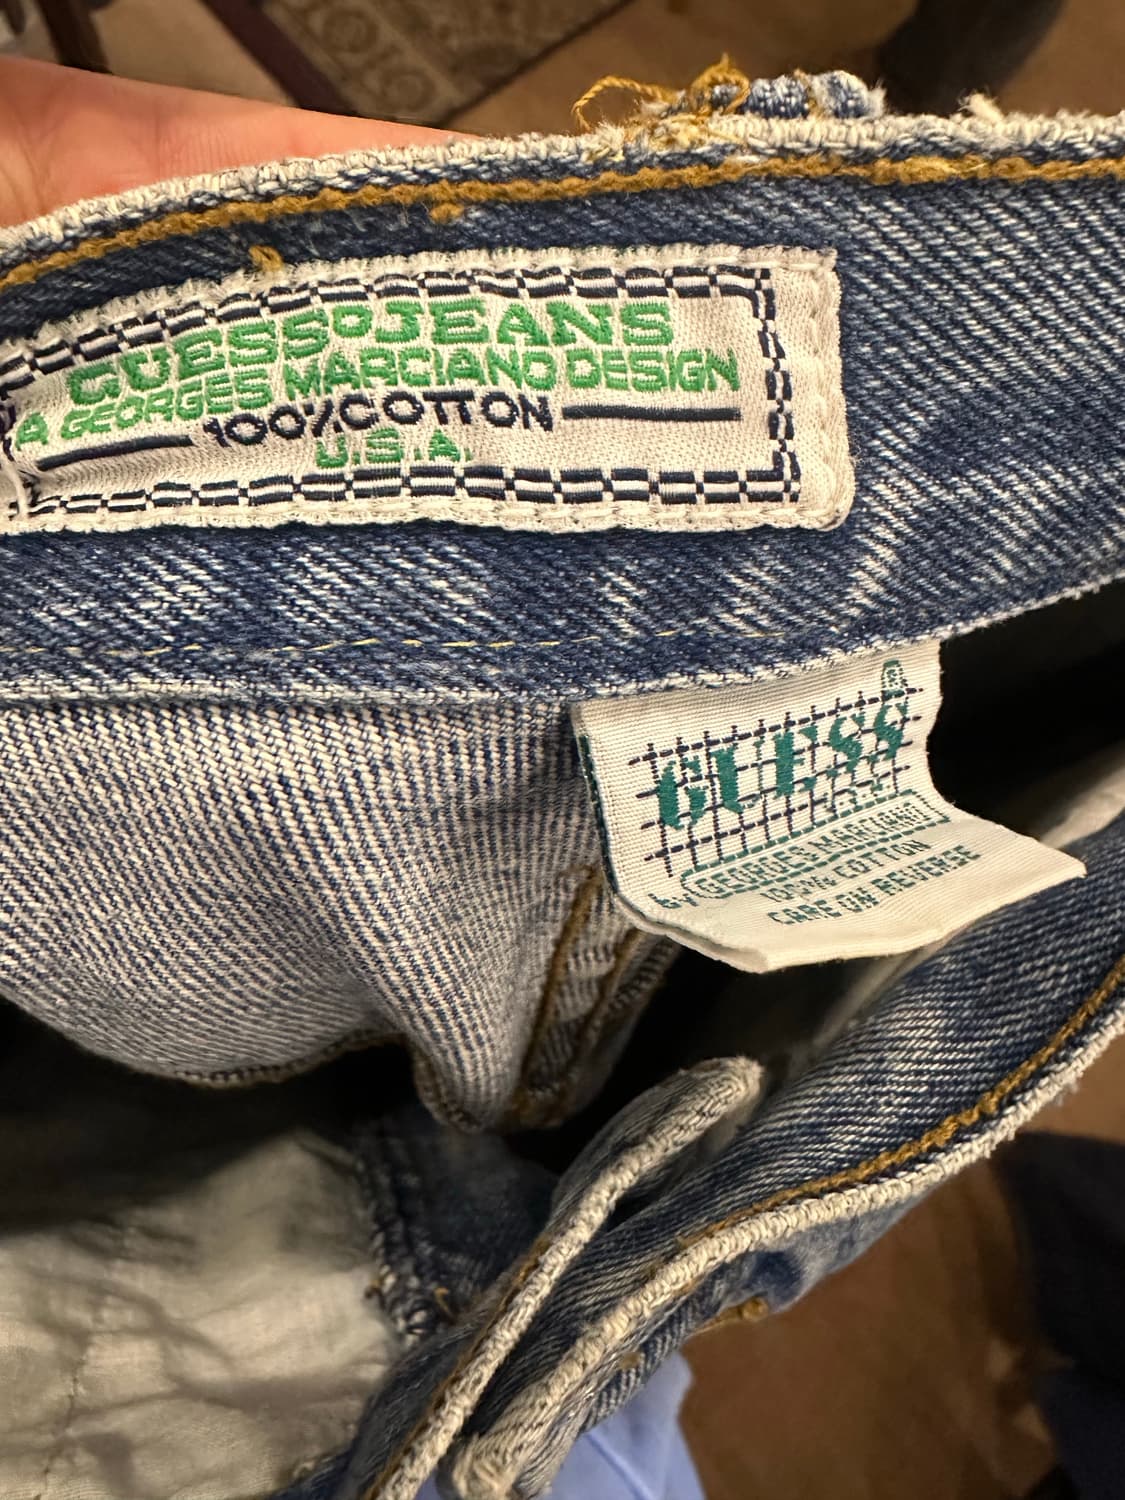 GUESS JEANS
A GEORGES MARCIANO DESIGN
100% COTTON
U.S.A.
GUESS
GEORGES MARCIANO
100% COTTON
CARE ON REVERSE